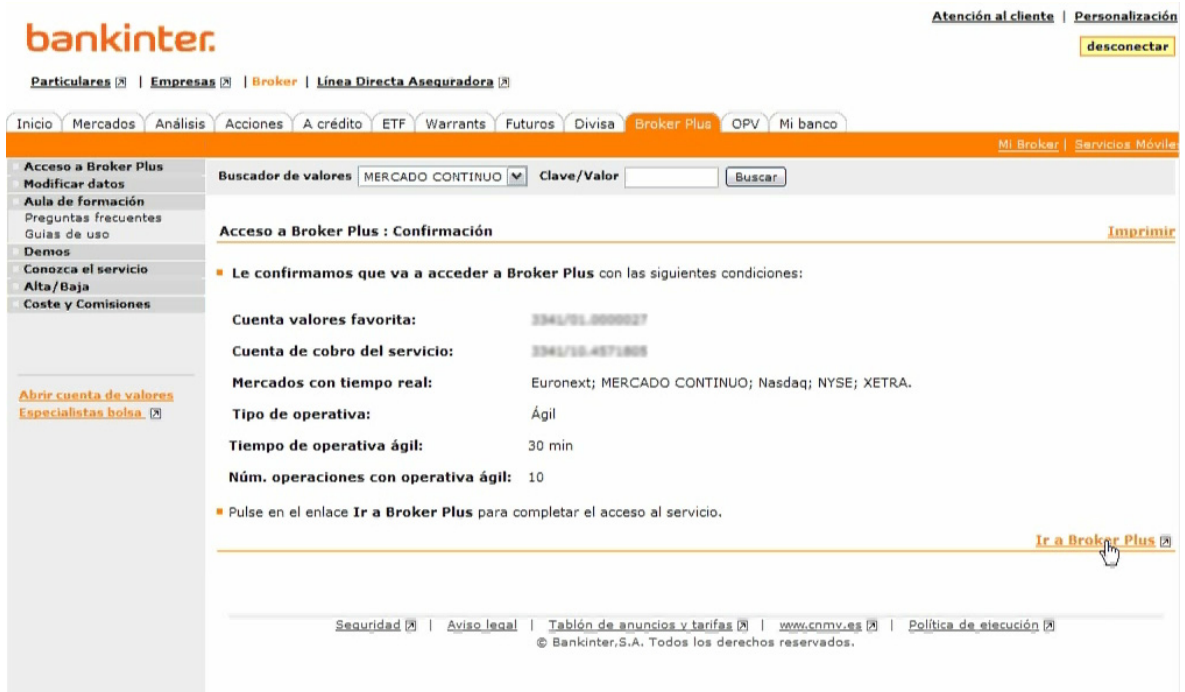 Atención al cliente | Personalización
bankinter.
desconectar
Particulares | Empresas | Broker | Línea Directa Aseguradora
Inicio Mercados Análisis Acciones A crédito ETF Warrants Futuros Divisa Broker Plus OPV Mi banco
Mi Broker | Servicios Móviles
Acceso a Broker Plus
Modificar datos
Aula de formación
Preguntas frecuentes
Guias de uso
Demos
Conozca el servicio
Alta/Baja
Coste y Comisiones
Abrir cuenta de valores
Especialistas bolsa
Buscador de valores MERCADO CONTINUO Clave/Valor Buscar
Acceso a Broker Plus : Confirmación Imprimir
Le confirmamos que va a acceder a Broker Plus con las siguientes condiciones:
Cuenta valores favorita:
Cuenta de cobro del servicio:
Mercados con tiempo real: Euronext; MERCADO CONTINUO; Nasdaq; NYSE; XETRA.
Tipo de operativa: Ágil
Tiempo de operativa ágil: 30 min
Núm. operaciones con operativa ágil: 10
Pulse en el enlace Ir a Broker Plus para completar el acceso al servicio.
Ir a Broker Plus
Seguridad | Aviso legal | Tablón de anuncios y tarifas | www.cnmv.es | Política de ejecución
© Bankinter,S.A. Todos los derechos reservados.